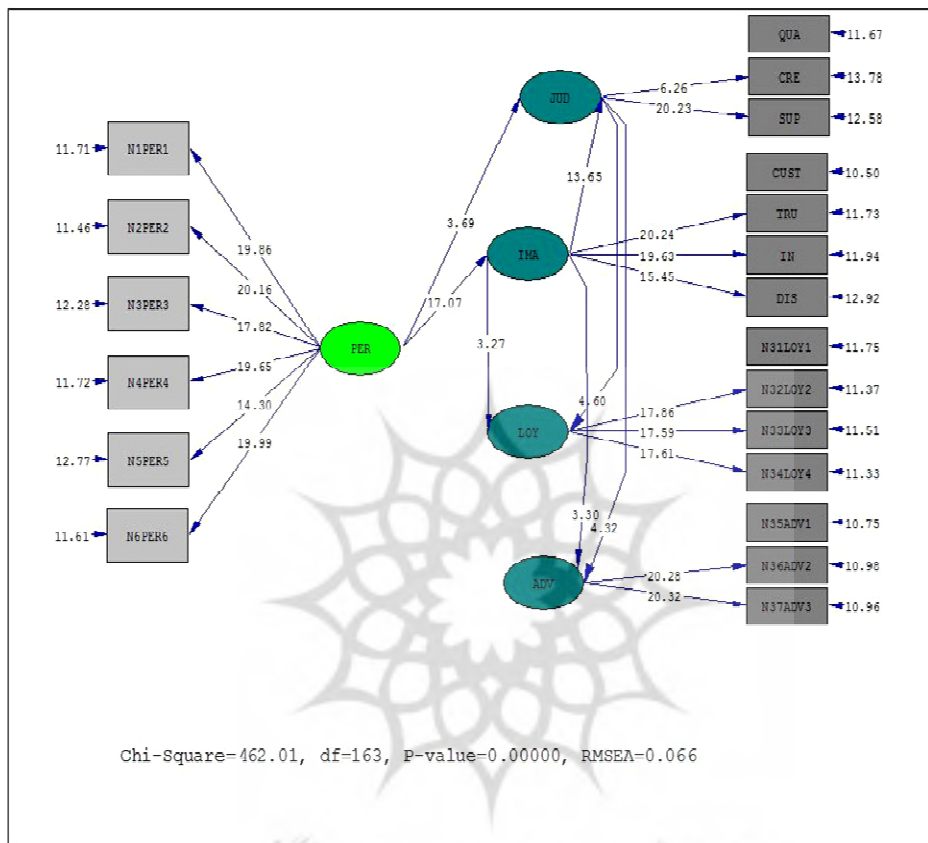 QUA 11.67
JUD 6.26 CRE 13.78
20.23 SUP 12.58
11.71 N1PER1
13.65 CUST 10.50
11.46 N2PER2 3.69 20.24 TRU 11.73
19.86 IMA 19.63 IN 11.94
20.16 17.07 15.45 DIS 12.92
12.28 N3PER3 17.82
PER 3.27 N31LOY1 11.75
11.72 N4PER4 19.65
14.30 4.60 17.86 N32LOY2 11.37
19.99 LOY 17.59 N33LOY3 11.51
12.77 N5PER5 17.61 N34LOY4 11.33
3.30 4.32 N35ADV1 10.75
11.61 N6PER6
20.28 N36ADV2 10.98
ADV 20.32 N37ADV3 10.96
Chi-Square=462.01, df=163, P-value=0.00000, RMSEA=0.066